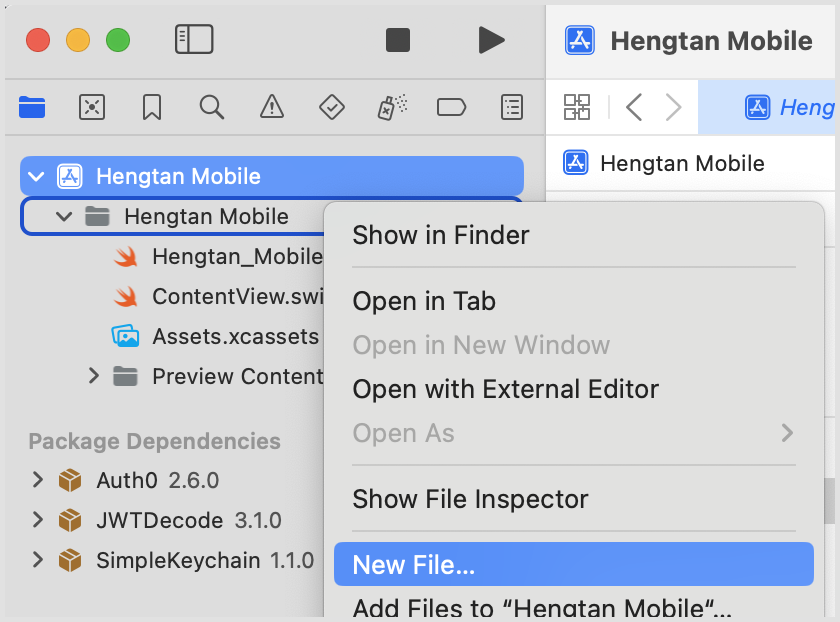 Hengtan Mobile
Heng
Hengtan Mobile
Hengtan Mobile
Hengtan Mobile
Hengtan_Mobile
ContentView.swi
Assets.xcassets
Preview Content
Package Dependencies
Auth0 2.6.0
JWTDecode 3.1.0
SimpleKeychain 1.1.0
Show in Finder
Open in Tab
Open in New Window
Open with External Editor
Open As
Show File Inspector
New File...
Add Files to “Hengtan Mobile“...